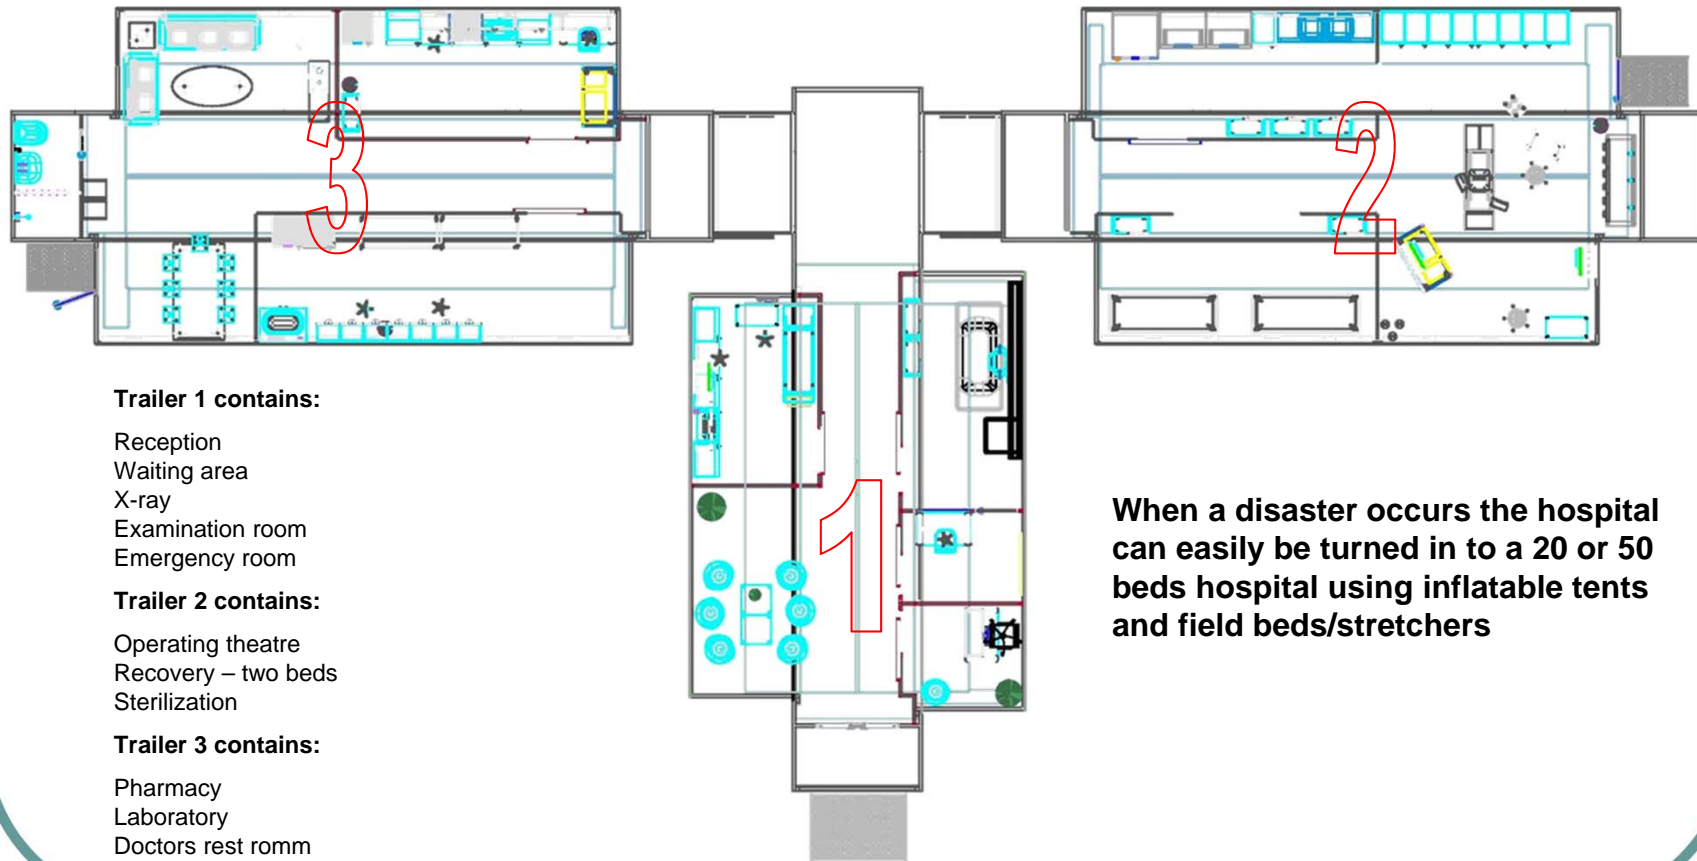 3
2
1
Trailer 1 contains:
Reception
Waiting area
X-ray
Examination room
Emergency room
Trailer 2 contains:
Operating theatre
Recovery – two beds
Sterilization
Trailer 3 contains:
Pharmacy
Laboratory
Doctors rest romm
When a disaster occurs the hospital
can easily be turned in to a 20 or 50
beds hospital using inflatable tents
and field beds/stretchers